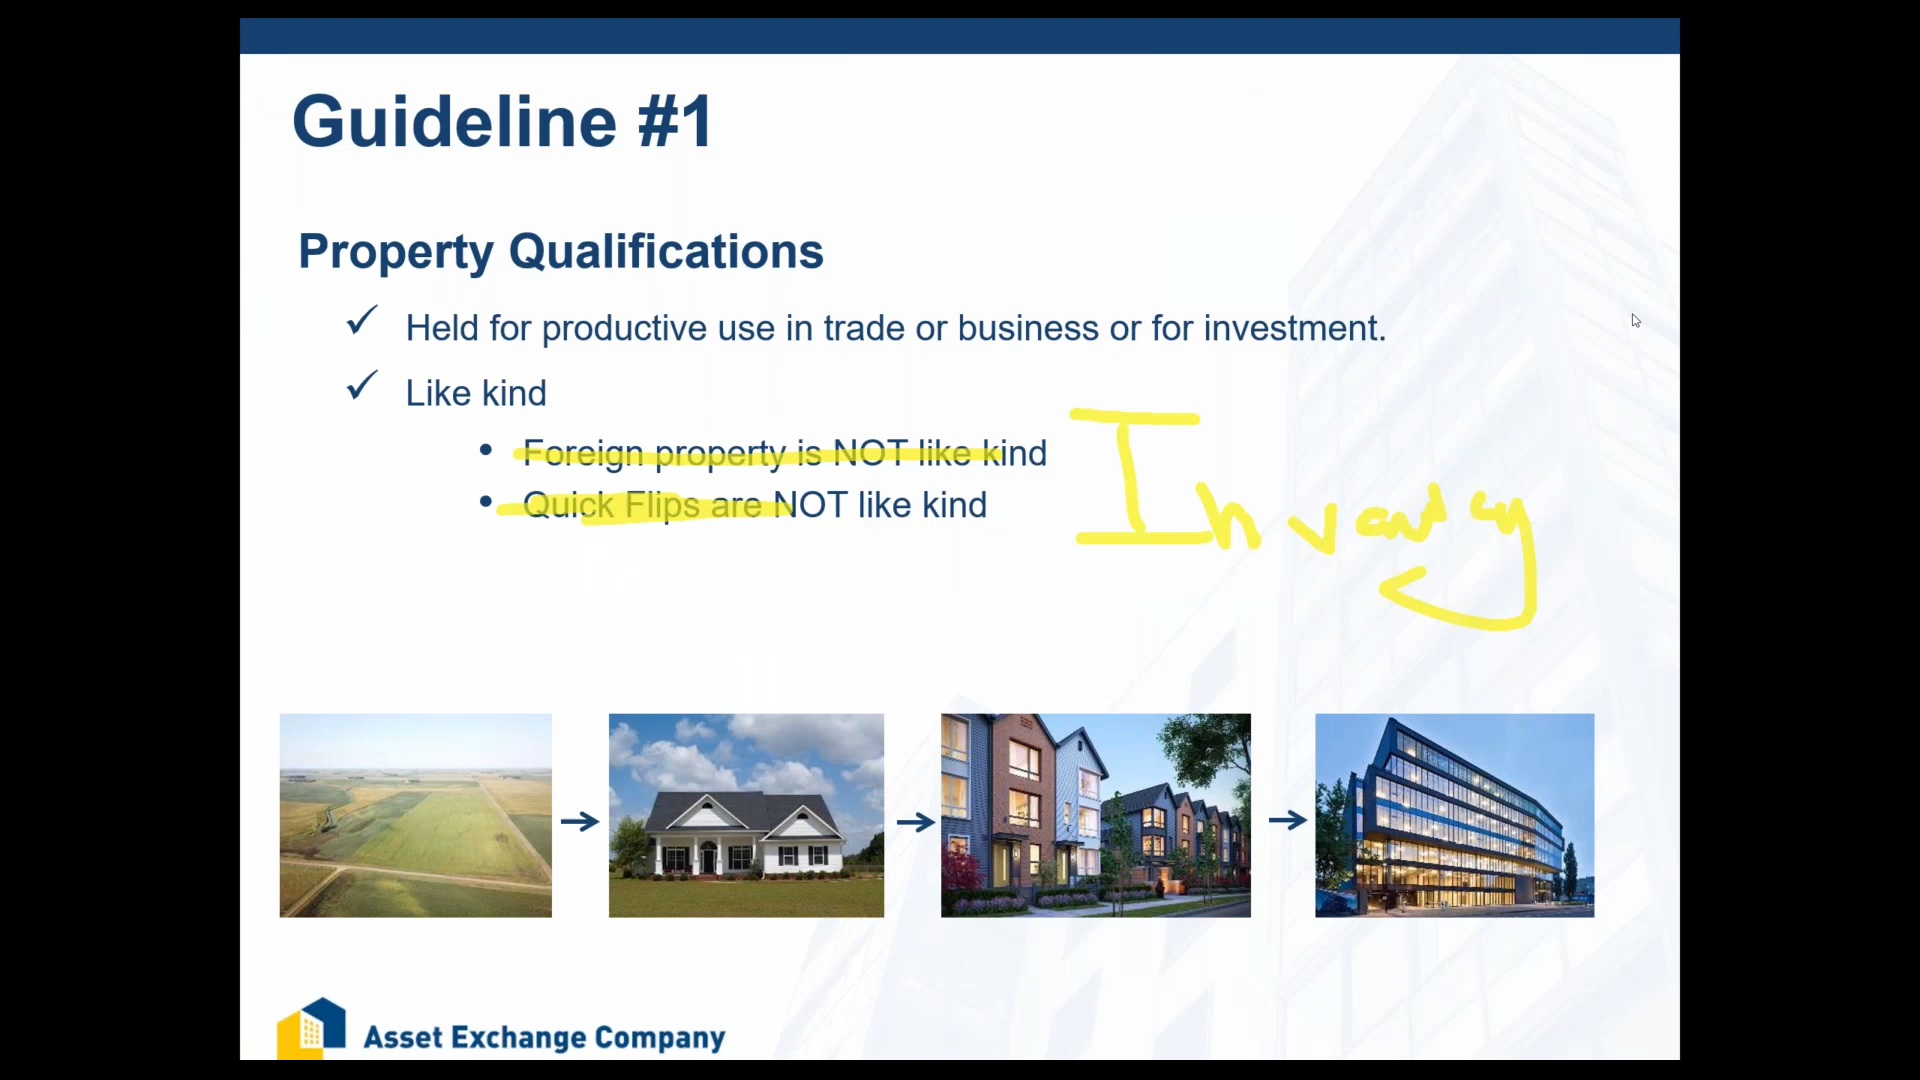 Guideline #1
Property Qualifications
✓ Held for productive use in trade or business or for investment.
✓ Like kind
• Foreign property is NOT like kind
• Quick Flips are NOT like kind
Asset Exchange Company